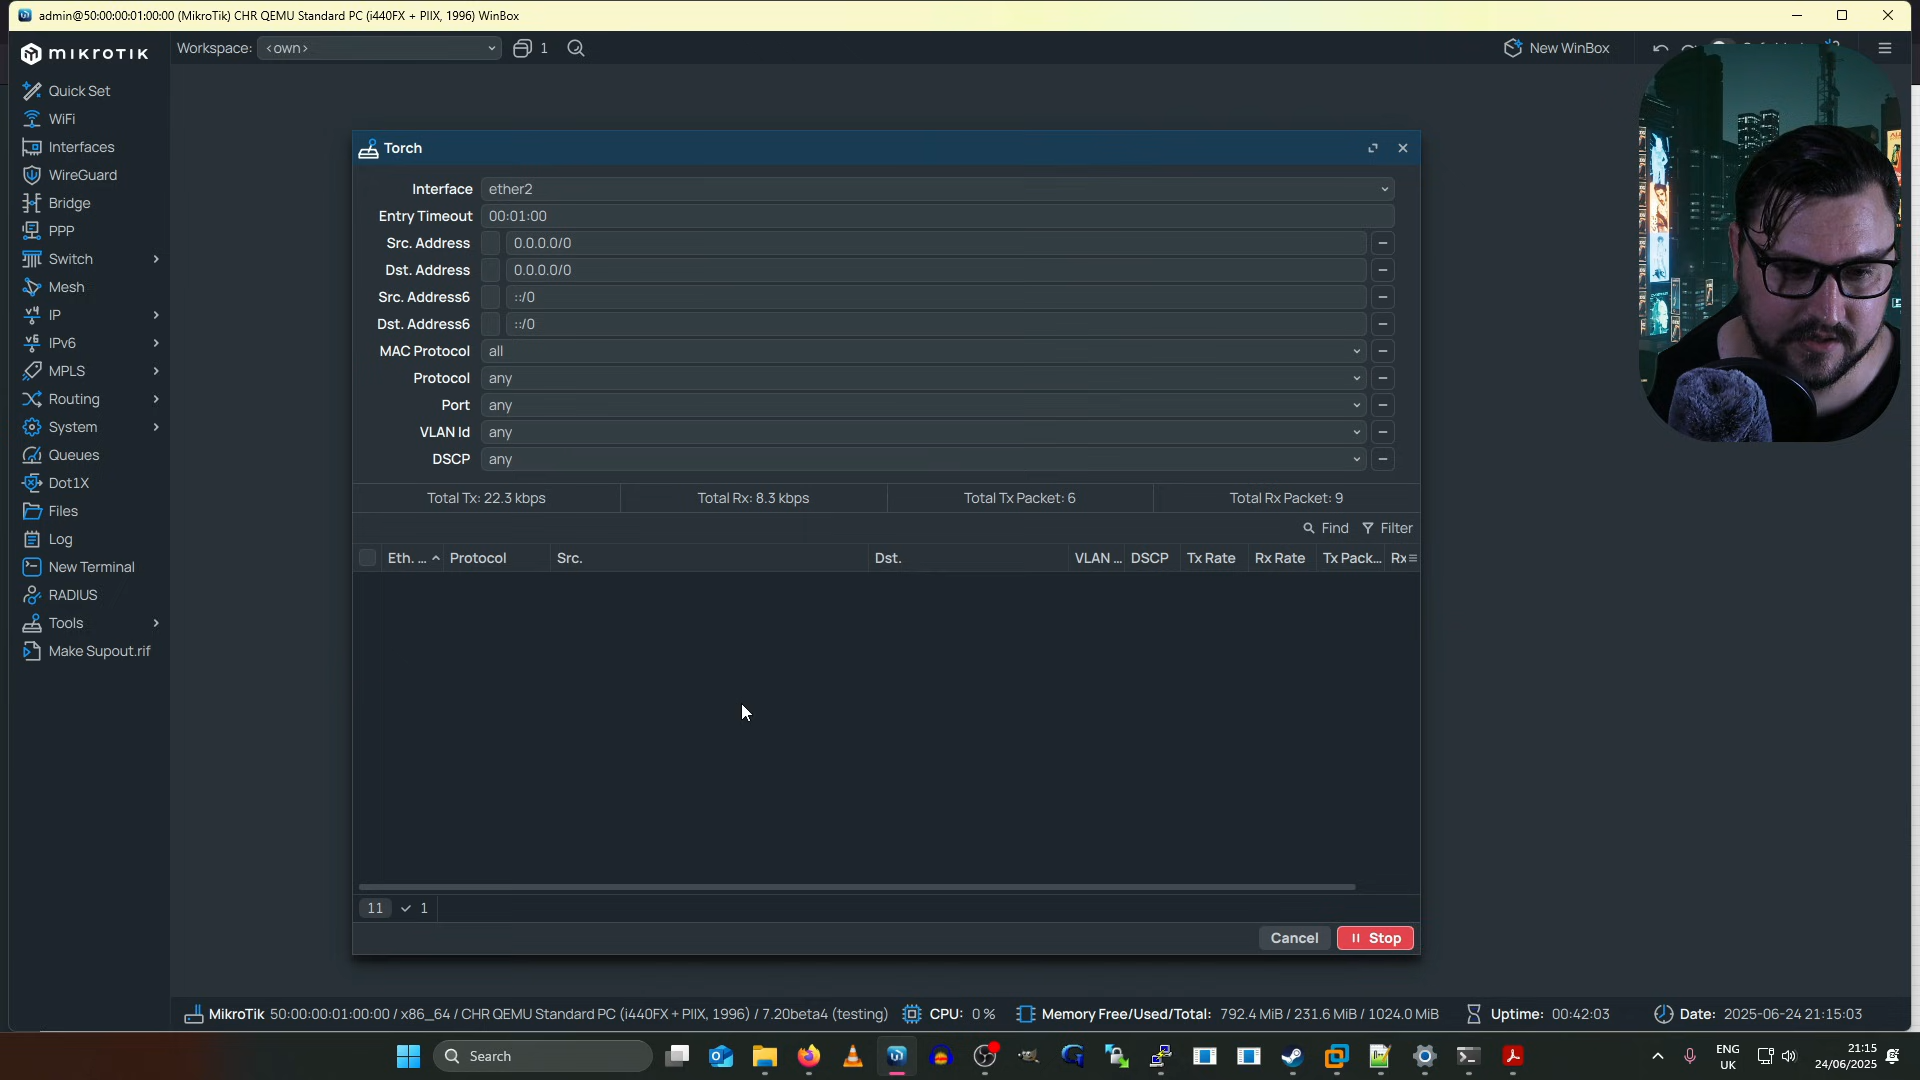 admin@50:00:00:01:00:00 (MikroTik) CHR QEMU Standard PC (i440FX + PIIX, 1996) WinBox
mikrotik
Workspace: <own> 1
New WinBox
Quick Set
WiFi
Interfaces
WireGuard
Bridge
PPP
Switch
Mesh
IP
IPv6
MPLS
Routing
System
Queues
Dot1X
Files
Log
New Terminal
RADIUS
Tools
Make Supout.rif
Torch
Interface ether2
Entry Timeout 00:01:00
Src. Address 0.0.0.0/0
Dst. Address 0.0.0.0/0
Src. Address6 ::/0
Dst. Address6 ::/0
MAC Protocol all
Protocol any
Port any
VLAN Id any
DSCP any
Total Tx: 22.3 kbps Total Rx: 8.3 kbps Total Tx Packet: 6 Total Rx Packet: 9
Find Filter
Eth. ... Protocol Src. Dst. VLAN ... DSCP Tx Rate Rx Rate Tx Pack... Rx
11 1
Cancel Stop
MikroTik 50:00:00:01:00:00 / x86_64 / CHR QEMU Standard PC (i440FX + PIIX, 1996) / 7.20beta4 (testing) CPU: 0 % Memory Free/Used/Total: 792.4 MiB / 231.6 MiB / 1024.0 MiB Uptime: 00:42:03 Date: 2025-06-24 21:15:03
Search
ENG
UK
21:15
24/06/2025